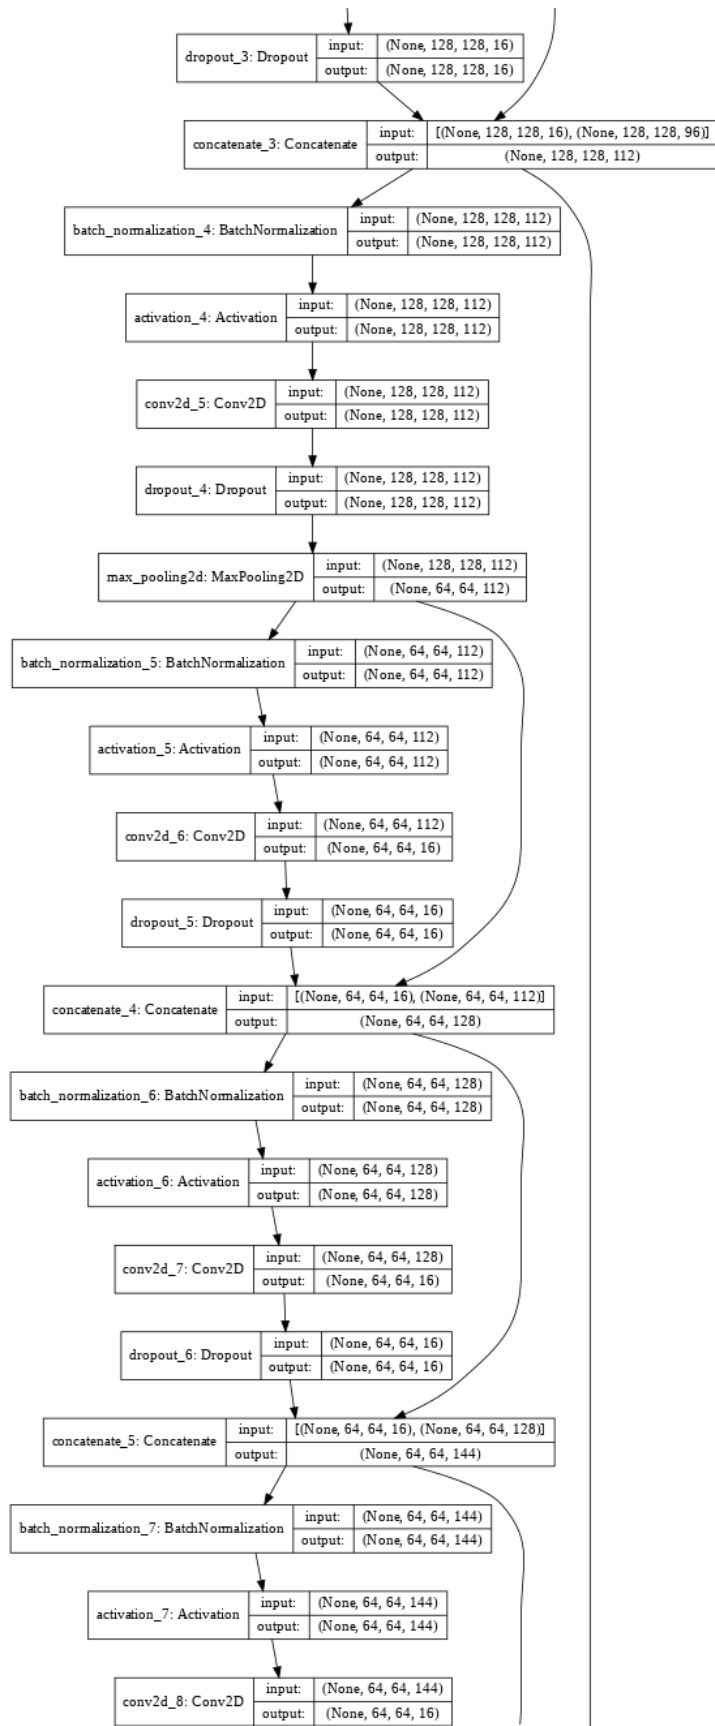 dropout_3: Dropout
input: (None, 128, 128, 16)
output: (None, 128, 128, 16)
concatenate_3: Concatenate
input: [(None, 128, 128, 16), (None, 128, 128, 96)]
output: (None, 128, 128, 112)
batch_normalization_4: BatchNormalization
input: (None, 128, 128, 112)
output: (None, 128, 128, 112)
activation_4: Activation
input: (None, 128, 128, 112)
output: (None, 128, 128, 112)
conv2d_5: Conv2D
input: (None, 128, 128, 112)
output: (None, 128, 128, 112)
dropout_4: Dropout
input: (None, 128, 128, 112)
output: (None, 128, 128, 112)
max_pooling2d: MaxPooling2D
input: (None, 128, 128, 112)
output: (None, 64, 64, 112)
batch_normalization_5: BatchNormalization
input: (None, 64, 64, 112)
output: (None, 64, 64, 112)
activation_5: Activation
input: (None, 64, 64, 112)
output: (None, 64, 64, 112)
conv2d_6: Conv2D
input: (None, 64, 64, 112)
output: (None, 64, 64, 16)
dropout_5: Dropout
input: (None, 64, 64, 16)
output: (None, 64, 64, 16)
concatenate_4: Concatenate
input: [(None, 64, 64, 16), (None, 64, 64, 112)]
output: (None, 64, 64, 128)
batch_normalization_6: BatchNormalization
input: (None, 64, 64, 128)
output: (None, 64, 64, 128)
activation_6: Activation
input: (None, 64, 64, 128)
output: (None, 64, 64, 128)
conv2d_7: Conv2D
input: (None, 64, 64, 128)
output: (None, 64, 64, 16)
dropout_6: Dropout
input: (None, 64, 64, 16)
output: (None, 64, 64, 16)
concatenate_5: Concatenate
input: [(None, 64, 64, 16), (None, 64, 64, 128)]
output: (None, 64, 64, 144)
batch_normalization_7: BatchNormalization
input: (None, 64, 64, 144)
output: (None, 64, 64, 144)
activation_7: Activation
input: (None, 64, 64, 144)
output: (None, 64, 64, 144)
conv2d_8: Conv2D
input: (None, 64, 64, 144)
output: (None, 64, 64, 16)